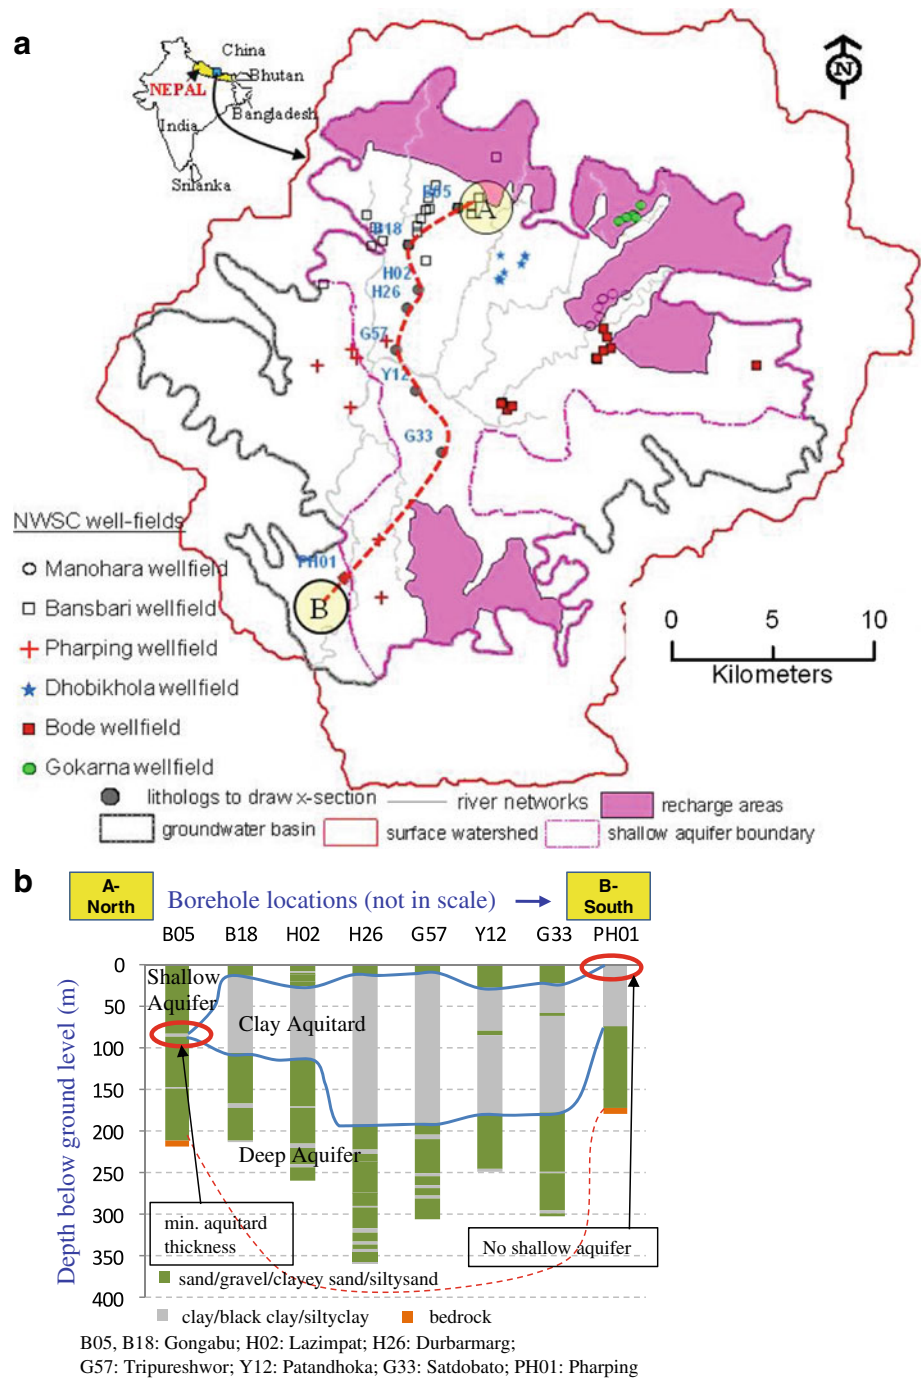 a
China
Bhutan
NEPAL
Bangladesh
India
Srilanka
N
B05
A
B18
H02
H26
G57
Y12
G33
PH01
B
NWSC well-fields
Manohara wellfield
Bansbari wellfield
Pharping wellfield
Dhobikhola wellfield
Bode wellfield
Gokarna wellfield
0 5 10
Kilometers
lithologs to draw x-section river networks recharge areas
groundwater basin surface watershed shallow aquifer boundary
b
A-
North
Borehole locations (not in scale)
B-
South
B05 B18 H02 H26 G57 Y12 G33 PH01
Depth below ground level (m)
0
50
100
150
200
250
300
350
400
Shallow
Aquifer
Clay Aquitard
Deep Aquifer
min. aquitard
thickness
No shallow aquifer
sand/gravel/clayey sand/siltysand
clay/black clay/siltyclay bedrock
B05, B18: Gongabu; H02: Lazimpat; H26: Durbarmarg;
G57: Tripureshwor; Y12: Patandhoka; G33: Satdobato; PH01: Pharping